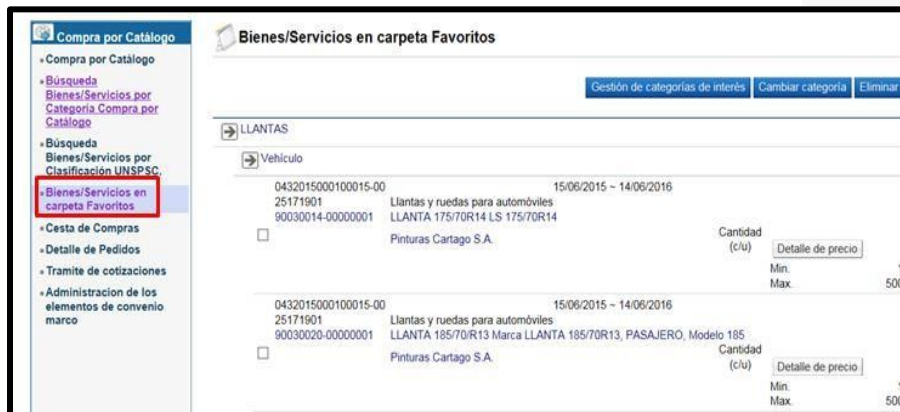 Compra por Catálogo
Compra por Catálogo
Búsqueda
Bienes/Servicios por
Categoría Compra por
Catálogo
Búsqueda
Bienes/Servicios por
Clasificación UNSPSC.
Bienes/Servicios en
carpeta Favoritos
Cesta de Compras
Detalle de Pedidos
Tramite de cotizaciones
Administracion de los
elementos de convenio
marco
Bienes/Servicios en carpeta Favoritos
Gestión de categorías de interés Cambiar categoría Eliminar
LLANTAS
Vehículo
0432015000100015-00 15/06/2015 ~ 14/06/2016
25171901 Llantas y ruedas para automóviles
90030014-00000001 LLANTA 175/70R14 LS 175/70R14
Pinturas Cartago S.A.
Cantidad
(c/u) Detalle de precio
Min.
Max. 500
0432015000100015-00 15/06/2015 ~ 14/06/2016
25171901 Llantas y ruedas para automóviles
90030020-00000001 LLANTA 185/70/R13 Marca LLANTA 185/70R13, PASAJERO, Modelo 185
Pinturas Cartago S.A.
Cantidad
(c/u) Detalle de precio
Min.
Max. 500